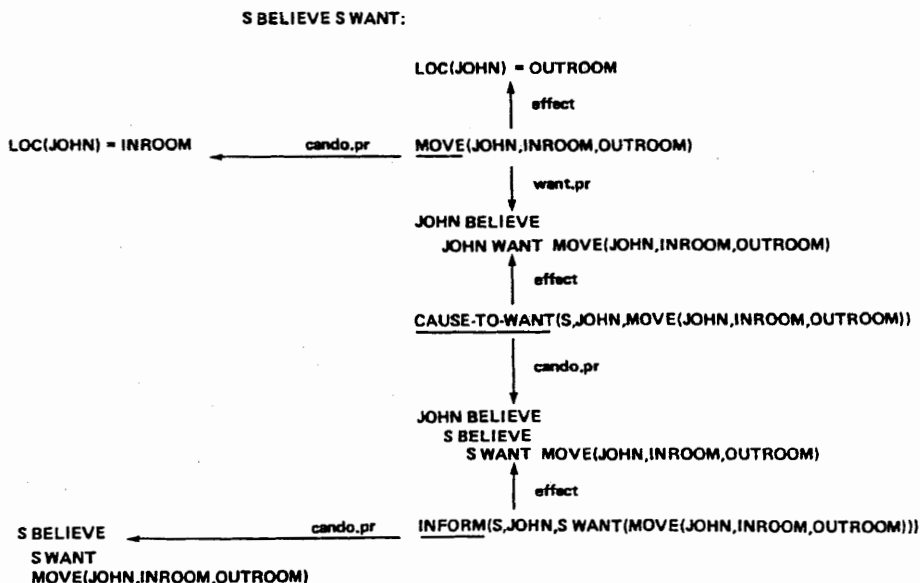 S BELIEVE S WANT:
LOC(JOHN) = OUTROOM
effect
LOC(JOHN) = INROOM
cando.pr
MOVE(JOHN,INROOM,OUTROOM)
want.pr
JOHN BELIEVE
JOHN WANT MOVE(JOHN,INROOM,OUTROOM)
effect
CAUSE-TO-WANT(S,JOHN,MOVE(JOHN,INROOM,OUTROOM))
cando.pr
JOHN BELIEVE
S BELIEVE
S WANT MOVE(JOHN,INROOM,OUTROOM)
effect
S BELIEVE
S WANT
MOVE(JOHN,INROOM,OUTROOM)
cando.pr
INFORM(S,JOHN,S WANT(MOVE(JOHN,INROOM,OUTROOM)))